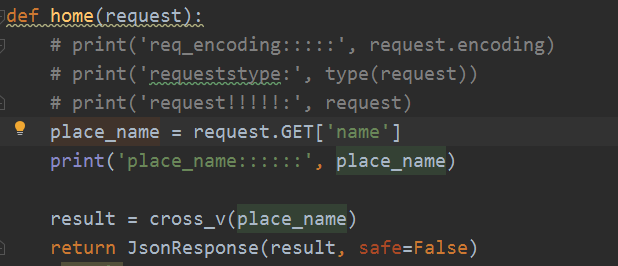 def home(request):
# print('req_encoding:::::', request.encoding)
# print('requeststype:', type(request))
# print('request!!!!!:', request)
place_name = request.GET['name']
print('place_name::::::', place_name)
result = cross_v(place_name)
return JsonResponse(result, safe=False)